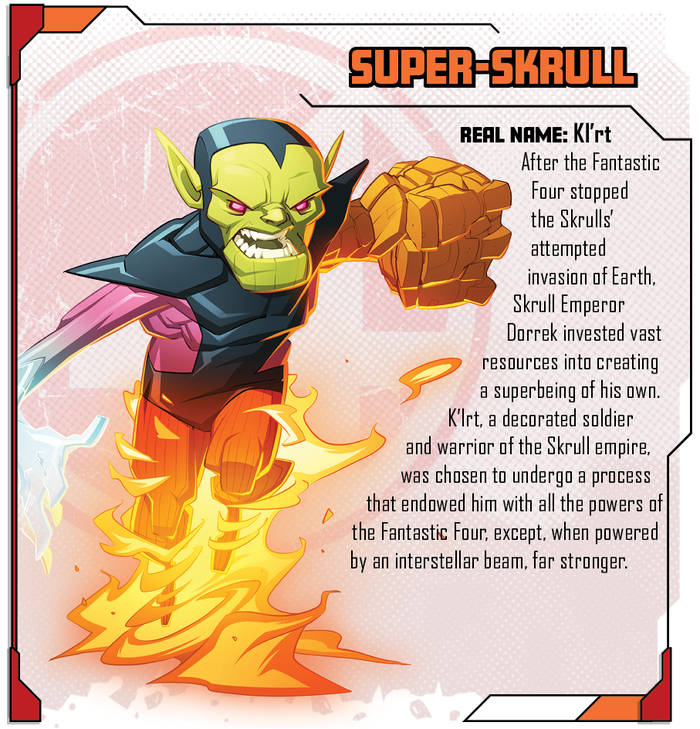 SUPER-SKRULL
REAL NAME: Kl'rt
After the Fantastic
Four stopped
the Skrulls'
attempted
invasion of Earth,
Skrull Emperor
Dorrek invested vast
resources into creating
a superbeing of his own.
K'lrt, a decorated soldier
and warrior of the Skrull empire,
was chosen to undergo a process
that endowed him with all the powers of
the Fantastic Four, except, when powered
by an interstellar beam, far stronger.